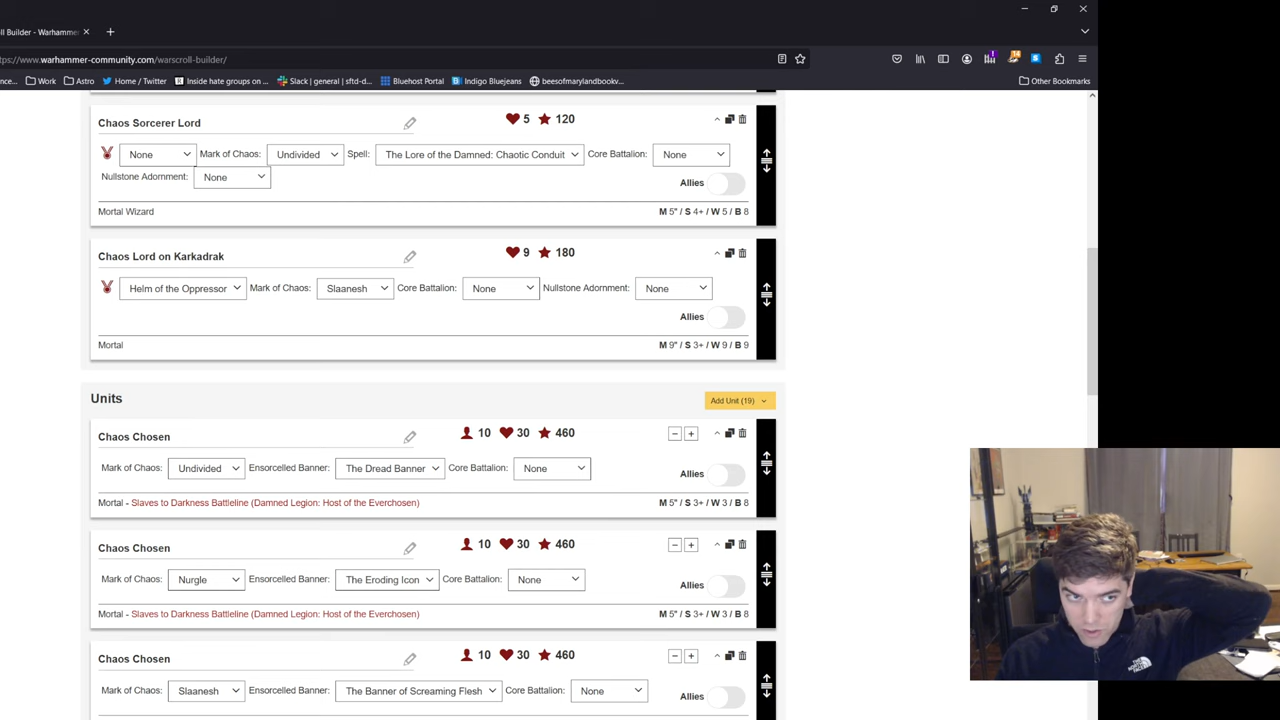 oll Builder - Warhamme
ttps://www.warhammer-community.com/warscroll-builder/
1
14
nce... Work Astro Home / Twitter Inside hate groups on ... Slack | general | sftd-d... Bluehost Portal Indigo Bluejeans beesofmarylandbookv... Other Bookmarks
Chaos Sorcerer Lord 5 120
None Mark of Chaos: Undivided Spell: The Lore of the Damned: Chaotic Conduit Core Battalion: None
Nullstone Adornment: None
Allies
Mortal Wizard M 5" / S 4+ / W 5 / B 8
Chaos Lord on Karkadrak 9 180
Helm of the Oppressor Mark of Chaos: Slaanesh Core Battalion: None Nullstone Adornment: None
Allies
Mortal M 9" / S 3+ / W 9 / B 9
Units Add Unit (19)
Chaos Chosen 10 30 460
Mark of Chaos: Undivided Ensorcelled Banner: The Dread Banner Core Battalion: None
Allies
Mortal - Slaves to Darkness Battleline (Damned Legion: Host of the Everchosen) M 5" / S 3+ / W 3 / B 8
Chaos Chosen 10 30 460
Mark of Chaos: Nurgle Ensorcelled Banner: The Eroding Icon Core Battalion: None
Allies
Mortal - Slaves to Darkness Battleline (Damned Legion: Host of the Everchosen) M 5" / S 3+ / W 3 / B 8
Chaos Chosen 10 30 460
Mark of Chaos: Slaanesh Ensorcelled Banner: The Banner of Screaming Flesh Core Battalion: None
Allies
THE NORTH FACE